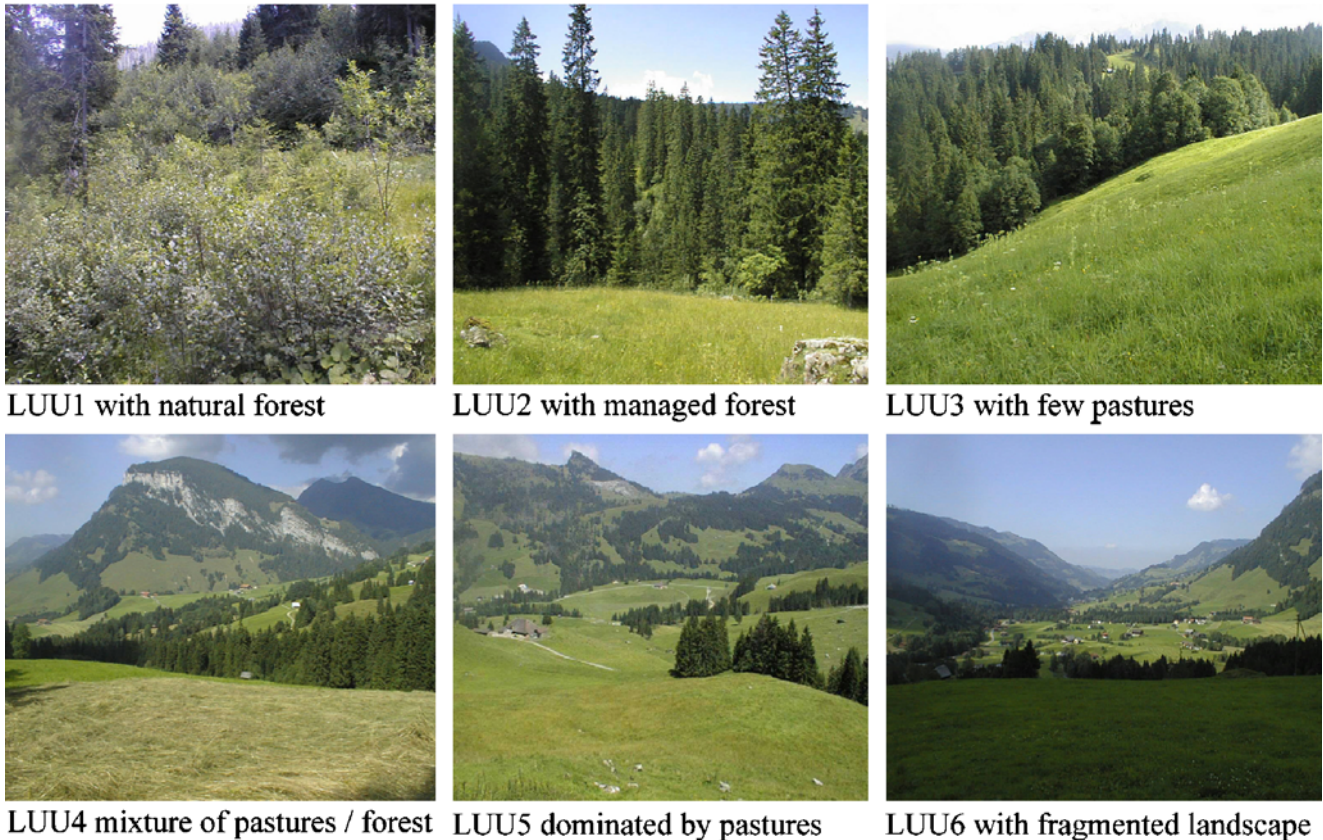 LUU1 with natural forest
LUU2 with managed forest
LUU3 with few pastures
LUU4 mixture of pastures / forest
LUU5 dominated by pastures
LUU6 with fragmented landscape